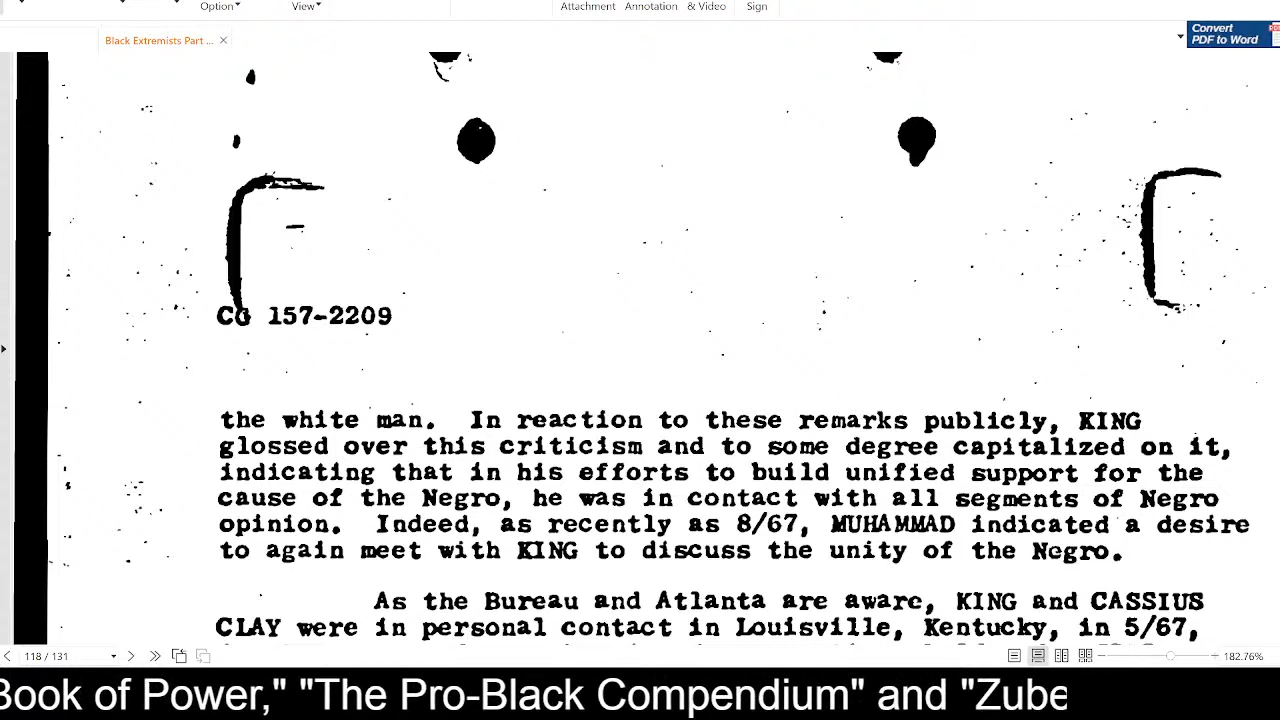 Option
View
Attachment
Annotation
& Video
Sign
Black Extremists Part ...
Convert
PDF to Word
CG 157-2209
the white man. In reaction to these remarks publicly, KING
glossed over this criticism and to some degree capitalized on it,
indicating that in his efforts to build unified support for the
cause of the Negro, he was in contact with all segments of Negro
opinion. Indeed, as recently as 8/67, MUHAMMAD indicated a desire
to again meet with KING to discuss the unity of the Negro.
As the Bureau and Atlanta are aware, KING and CASSIUS
CLAY were in personal contact in Louisville, Kentucky, in 5/67,
118 / 131
182.76%
Book of Power," "The Pro-Black Compendium" and "Zube